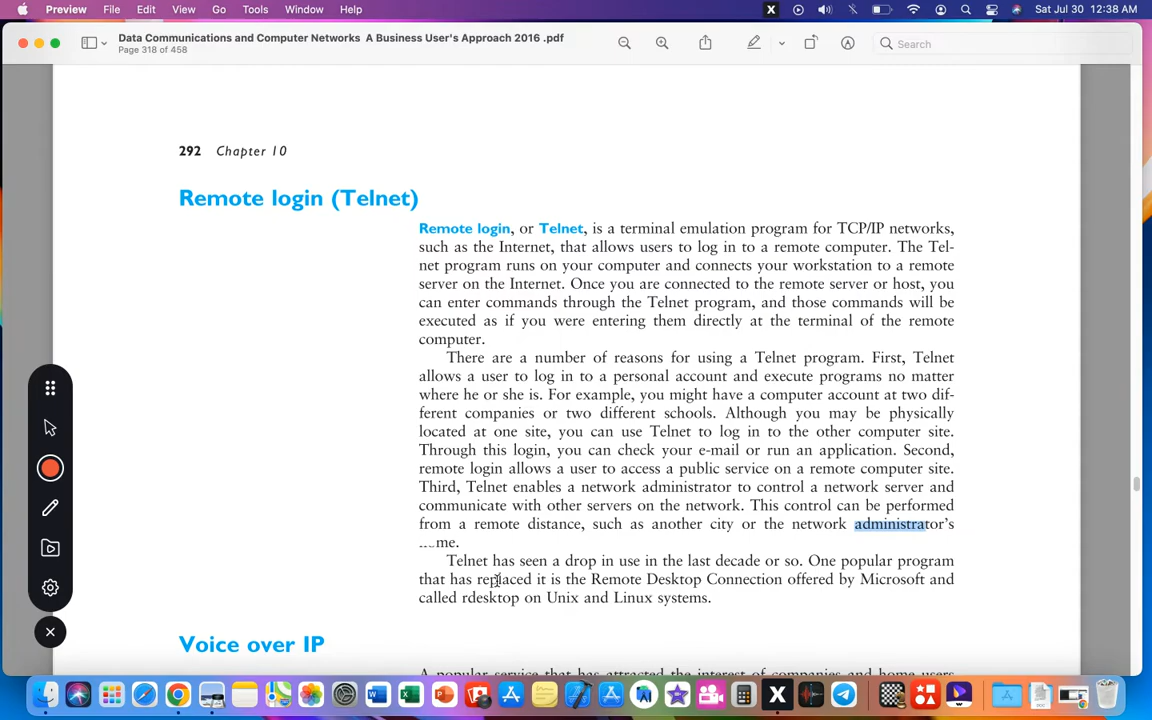 Preview File Edit View Go Tools Window Help X Sat Jul 30 12:38 AM
Data Communications and Computer Networks A Business User's Approach 2016 .pdf
Page 318 of 458
Search
292 Chapter 10
Remote login (Telnet)
Remote login, or Telnet, is a terminal emulation program for TCP/IP networks,
such as the Internet, that allows users to log in to a remote computer. The Tel-
net program runs on your computer and connects your workstation to a remote
server on the Internet. Once you are connected to the remote server or host, you
can enter commands through the Telnet program, and those commands will be
executed as if you were entering them directly at the terminal of the remote
computer.
There are a number of reasons for using a Telnet program. First, Telnet
allows a user to log in to a personal account and execute programs no matter
where he or she is. For example, you might have a computer account at two dif-
ferent companies or two different schools. Although you may be physically
located at one site, you can use Telnet to log in to the other computer site.
Through this login, you can check your e-mail or run an application. Second,
remote login allows a user to access a public service on a remote computer site.
Third, Telnet enables a network administrator to control a network server and
communicate with other servers on the network. This control can be performed
from a remote distance, such as another city or the network administrator's
home.
Telnet has seen a drop in use in the last decade or so. One popular program
that has replaced it is the Remote Desktop Connection offered by Microsoft and
called rdesktop on Unix and Linux systems.
Voice over IP
A popular service that has attracted the interest of companies and home users